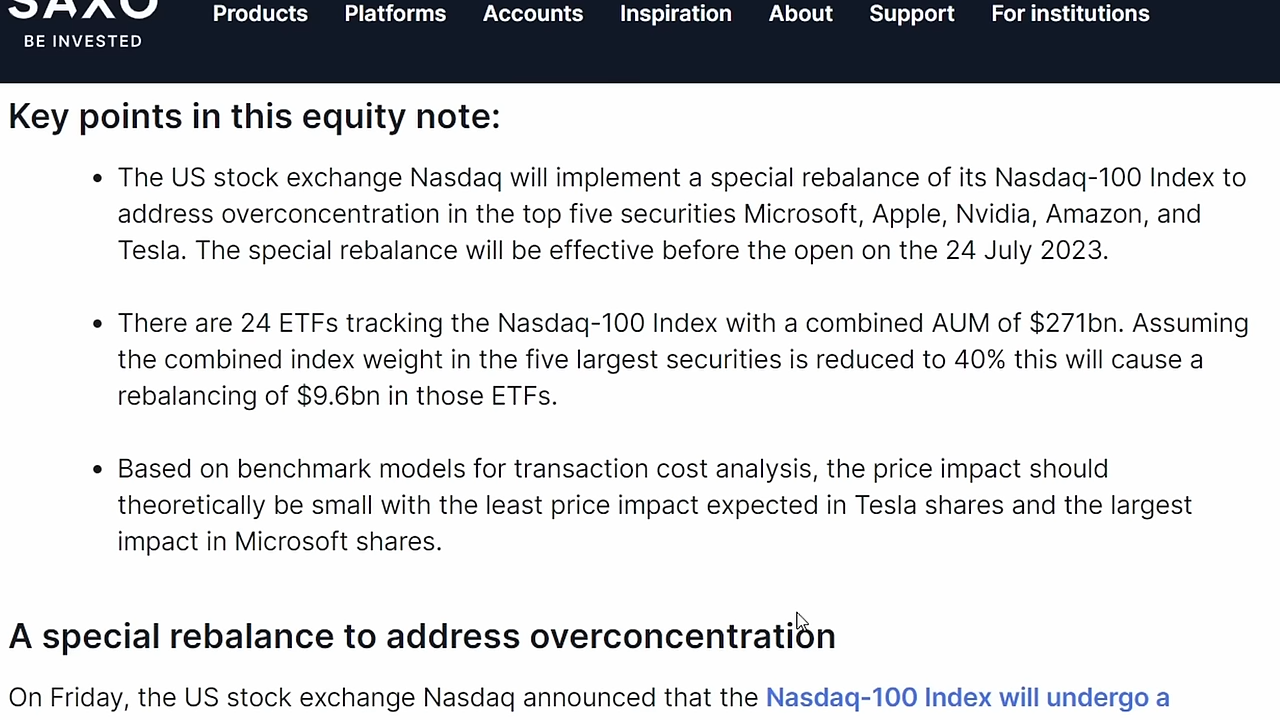 SAXO
BE INVESTED
Products Platforms Accounts Inspiration About Support For institutions
Key points in this equity note:
• The US stock exchange Nasdaq will implement a special rebalance of its Nasdaq-100 Index to
address overconcentration in the top five securities Microsoft, Apple, Nvidia, Amazon, and
Tesla. The special rebalance will be effective before the open on the 24 July 2023.
• There are 24 ETFs tracking the Nasdaq-100 Index with a combined AUM of $271bn. Assuming
the combined index weight in the five largest securities is reduced to 40% this will cause a
rebalancing of $9.6bn in those ETFs.
• Based on benchmark models for transaction cost analysis, the price impact should
theoretically be small with the least price impact expected in Tesla shares and the largest
impact in Microsoft shares.
A special rebalance to address overconcentration
On Friday, the US stock exchange Nasdaq announced that the Nasdaq-100 Index will undergo a